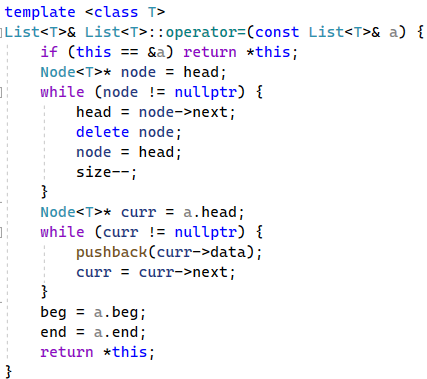 template <class T>
List<T>& List<T>::operator=(const List<T>& a) {
    if (this == &a) return *this;
    Node<T>* node = head;
    while (node != nullptr) {
        head = node->next;
        delete node;
        node = head;
        size--;
    }
    Node<T>* curr = a.head;
    while (curr != nullptr) {
        pushback(curr->data);
        curr = curr->next;
    }
    beg = a.beg;
    end = a.end;
    return *this;
}